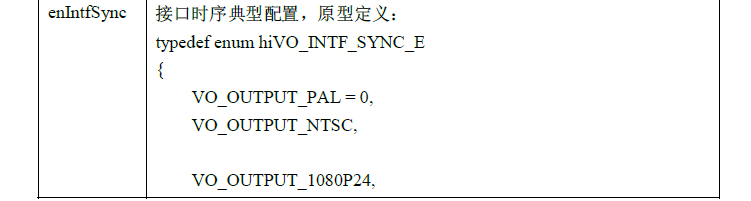 enIntfSync
接口时序典型配置，原型定义：
typedef enum hiVO_INTF_SYNC_E
{
VO_OUTPUT_PAL = 0,
VO_OUTPUT_NTSC,
VO_OUTPUT_1080P24,